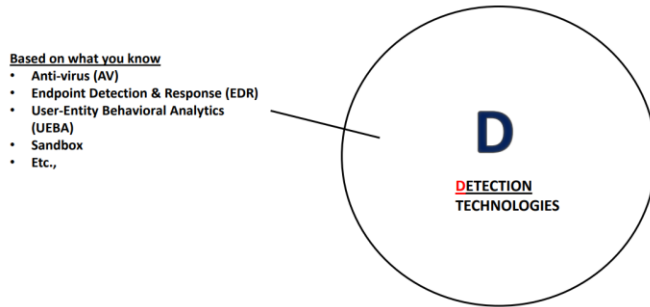 Based on what you know
• Anti-virus (AV)
• Endpoint Detection & Response (EDR)
• User-Entity Behavioral Analytics
(UEBA)
• Sandbox
• Etc.,
D
DETECTION
TECHNOLOGIES